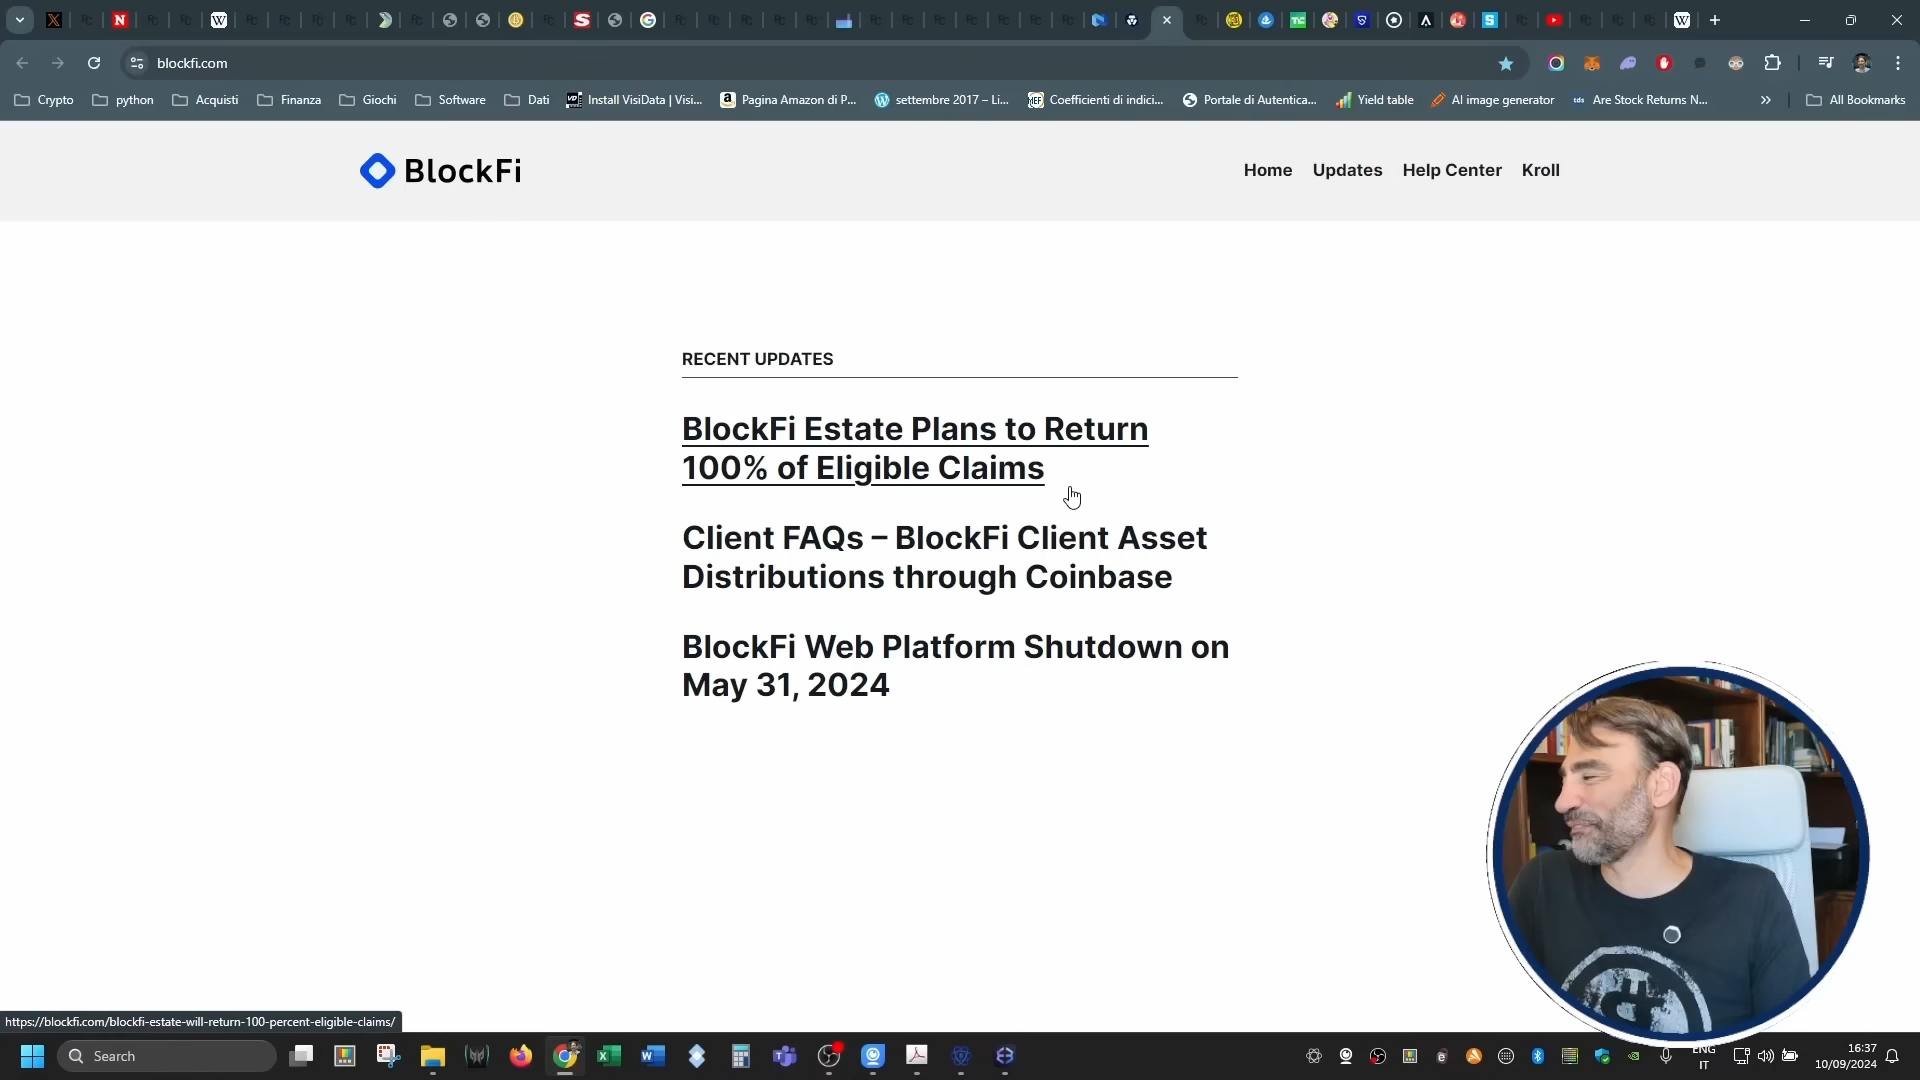 blockfi.com
Crypto
python
Acquisti
Finanza
Giochi
Software
Dati
Install VisiData | Visi...
Pagina Amazon di P...
settembre 2017 – Li...
Coefficienti di indici...
Portale di Autentica...
Yield table
AI image generator
Are Stock Returns N...
All Bookmarks
BlockFi
Home
Updates
Help Center
Kroll
RECENT UPDATES
BlockFi Estate Plans to Return
100% of Eligible Claims
Client FAQs – BlockFi Client Asset
Distributions through Coinbase
BlockFi Web Platform Shutdown on
May 31, 2024
https://blockfi.com/blockfi-estate-will-return-100-percent-eligible-claims/
Search
ENG
IT
16:37
10/09/2024